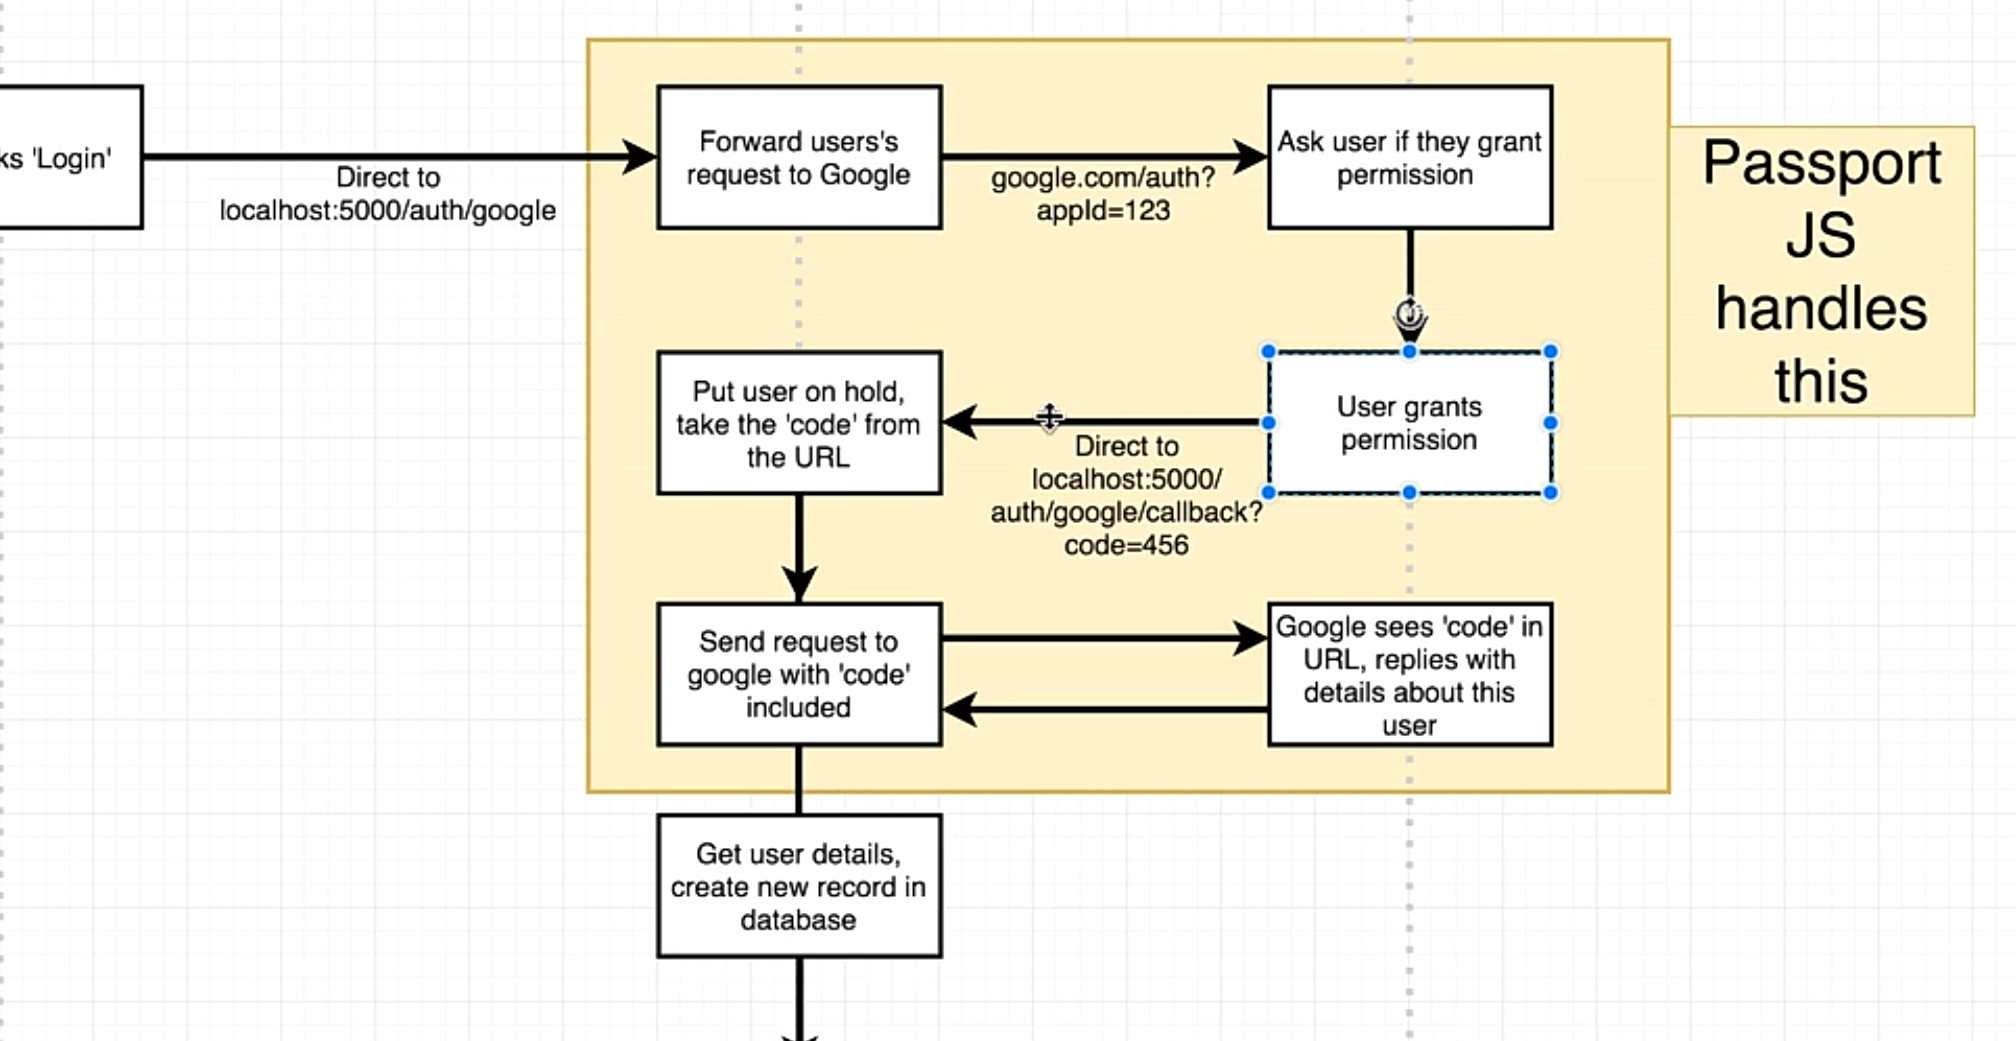 ks 'Login'
Direct to
localhost:5000/auth/google
Forward users's
request to Google
google.com/auth?
appId=123
Ask user if they grant
permission
Passport
JS
handles
this
Put user on hold,
take the 'code' from
the URL
Direct to
localhost:5000/
auth/google/callback?
code=456
User grants
permission
Send request to
google with 'code'
included
Google sees 'code' in
URL, replies with
details about this
user
Get user details,
create new record in
database